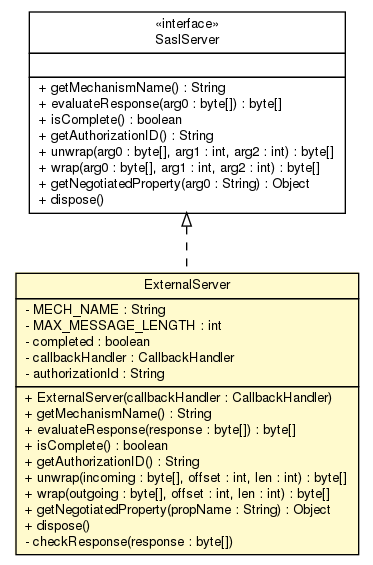 «interface»
SaslServer
+ getMechanismName() : String
+ evaluateResponse(arg0 : byte[]) : byte[]
+ isComplete() : boolean
+ getAuthorizationID() : String
+ unwrap(arg0 : byte[], arg1 : int, arg2 : int) : byte[]
+ wrap(arg0 : byte[], arg1 : int, arg2 : int) : byte[]
+ getNegotiatedProperty(arg0 : String) : Object
+ dispose()
ExternalServer
- MECH_NAME : String
- MAX_MESSAGE_LENGTH : int
- completed : boolean
- callbackHandler : CallbackHandler
- authorizationId : String
+ ExternalServer(callbackHandler : CallbackHandler)
+ getMechanismName() : String
+ evaluateResponse(response : byte[]) : byte[]
+ isComplete() : boolean
+ getAuthorizationID() : String
+ unwrap(incoming : byte[], offset : int, len : int) : byte[]
+ wrap(outgoing : byte[], offset : int, len : int) : byte[]
+ getNegotiatedProperty(propName : String) : Object
+ dispose()
- checkResponse(response : byte[])